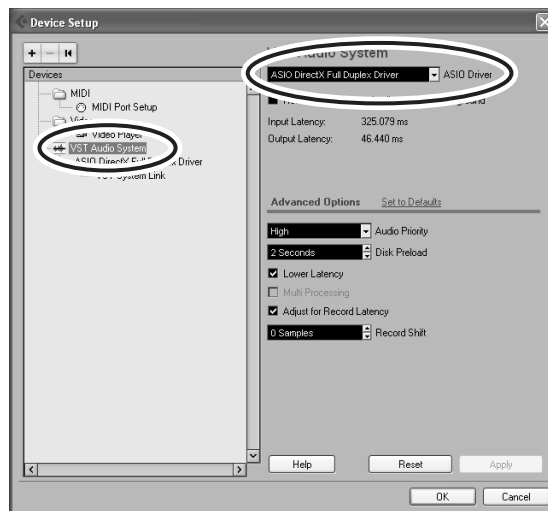 Device Setup
Devices
MIDI
MIDI Port Setup
Video Player
VST Audio System
VST System Link
Audio System
ASIO DirectX Full Duplex Driver
ASIO Driver
Input Latency: 325.079 ms
Output Latency: 46.440 ms
Advanced Options Set to Defaults
High Audio Priority
2 Seconds Disk Preload
Lower Latency
Multi Processing
Adjust for Record Latency
0 Samples Record Shift
Help Reset Apply
OK Cancel